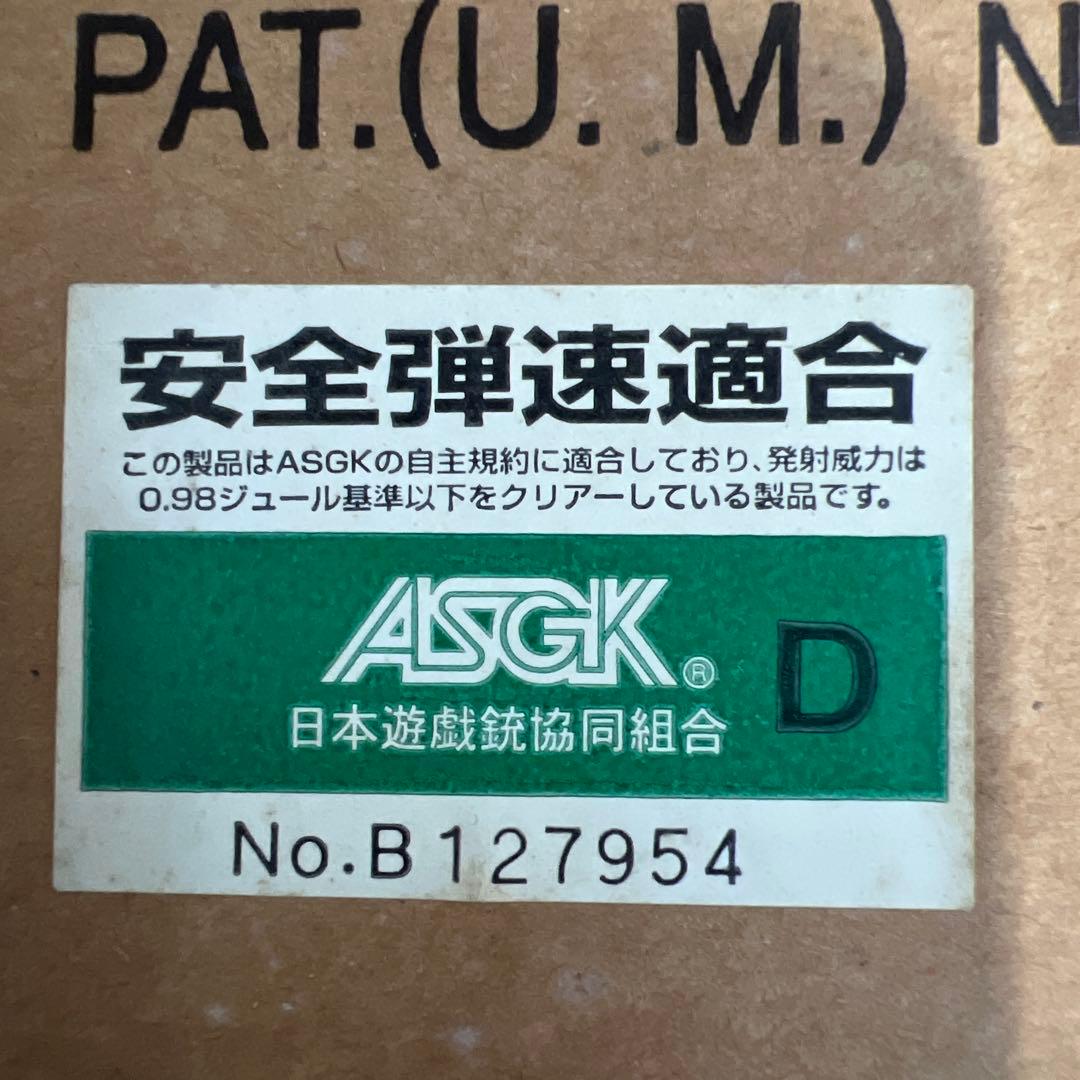 PAT.(U. M.) N
安全弾速適合
この製品はASGKの自主規約に適合しており、発射威力は
0.98ジュール基準以下をクリアーしている製品です。
ASGK®
D
日本遊戯銃協同組合
No.B127954